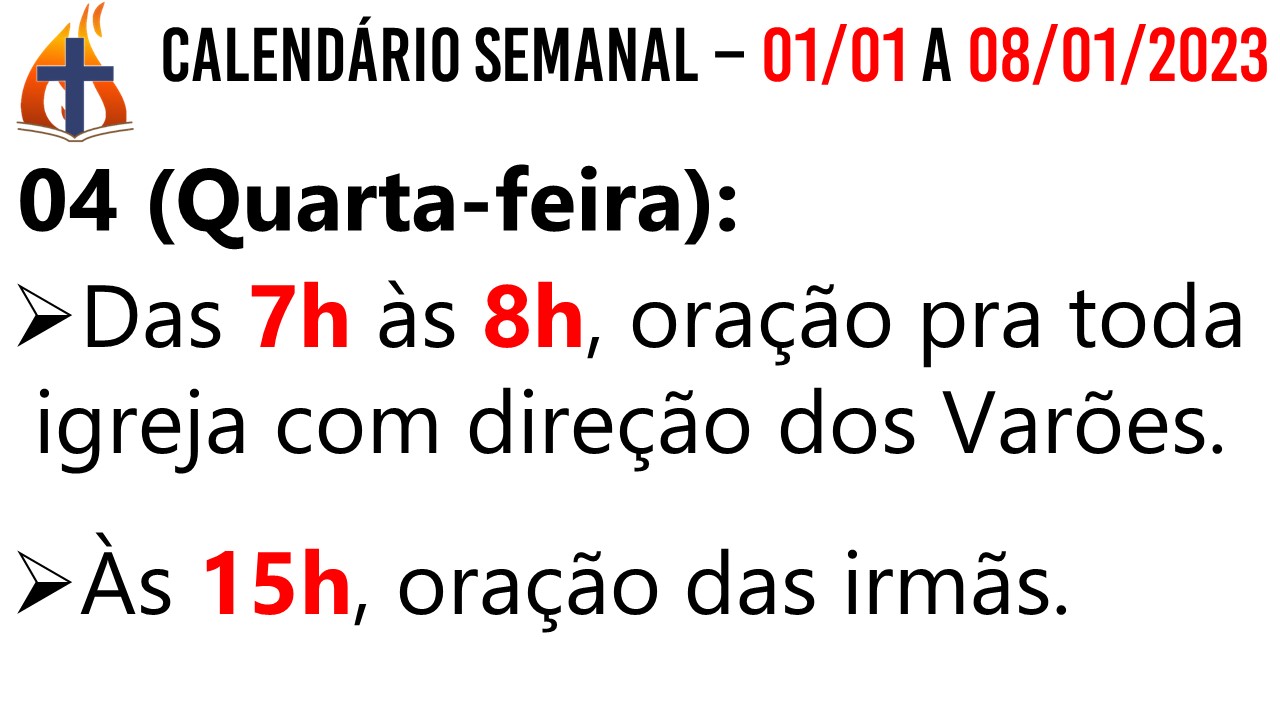 CALENDÁRIO SEMANAL – 01/01 A 08/01/2023
04 (Quarta-feira):
➢Das 7h às 8h, oração pra toda
igreja com direção dos Varões.
➢Às 15h, oração das irmãs.